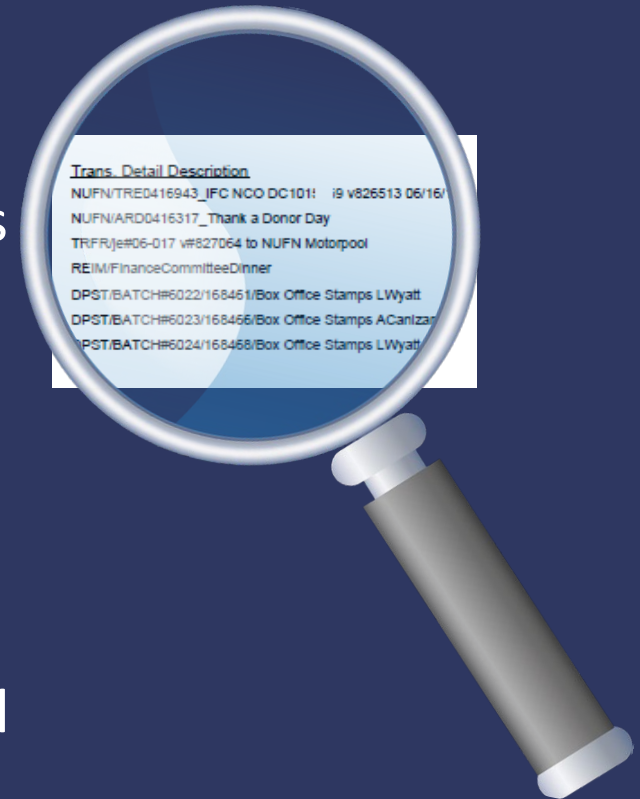 Trans. Detail Description
NUFN/TRE0416943_IFC NCO DC101 v826513 06/16/
NUFN/ARD0416317_Thank a Donor Day
s
TRFR/je#06-017 v#827064 to NUFN Motorpool
REIM/FinanceCommitteeDinner
DPST/BATCH#6022/168461/Box Office Stamps LWyatt
DPST/BATCH#6023/168466/Box Office Stamps ACanizar
PST/BATCH#6024/168468/Box Office Stamps LWyatt